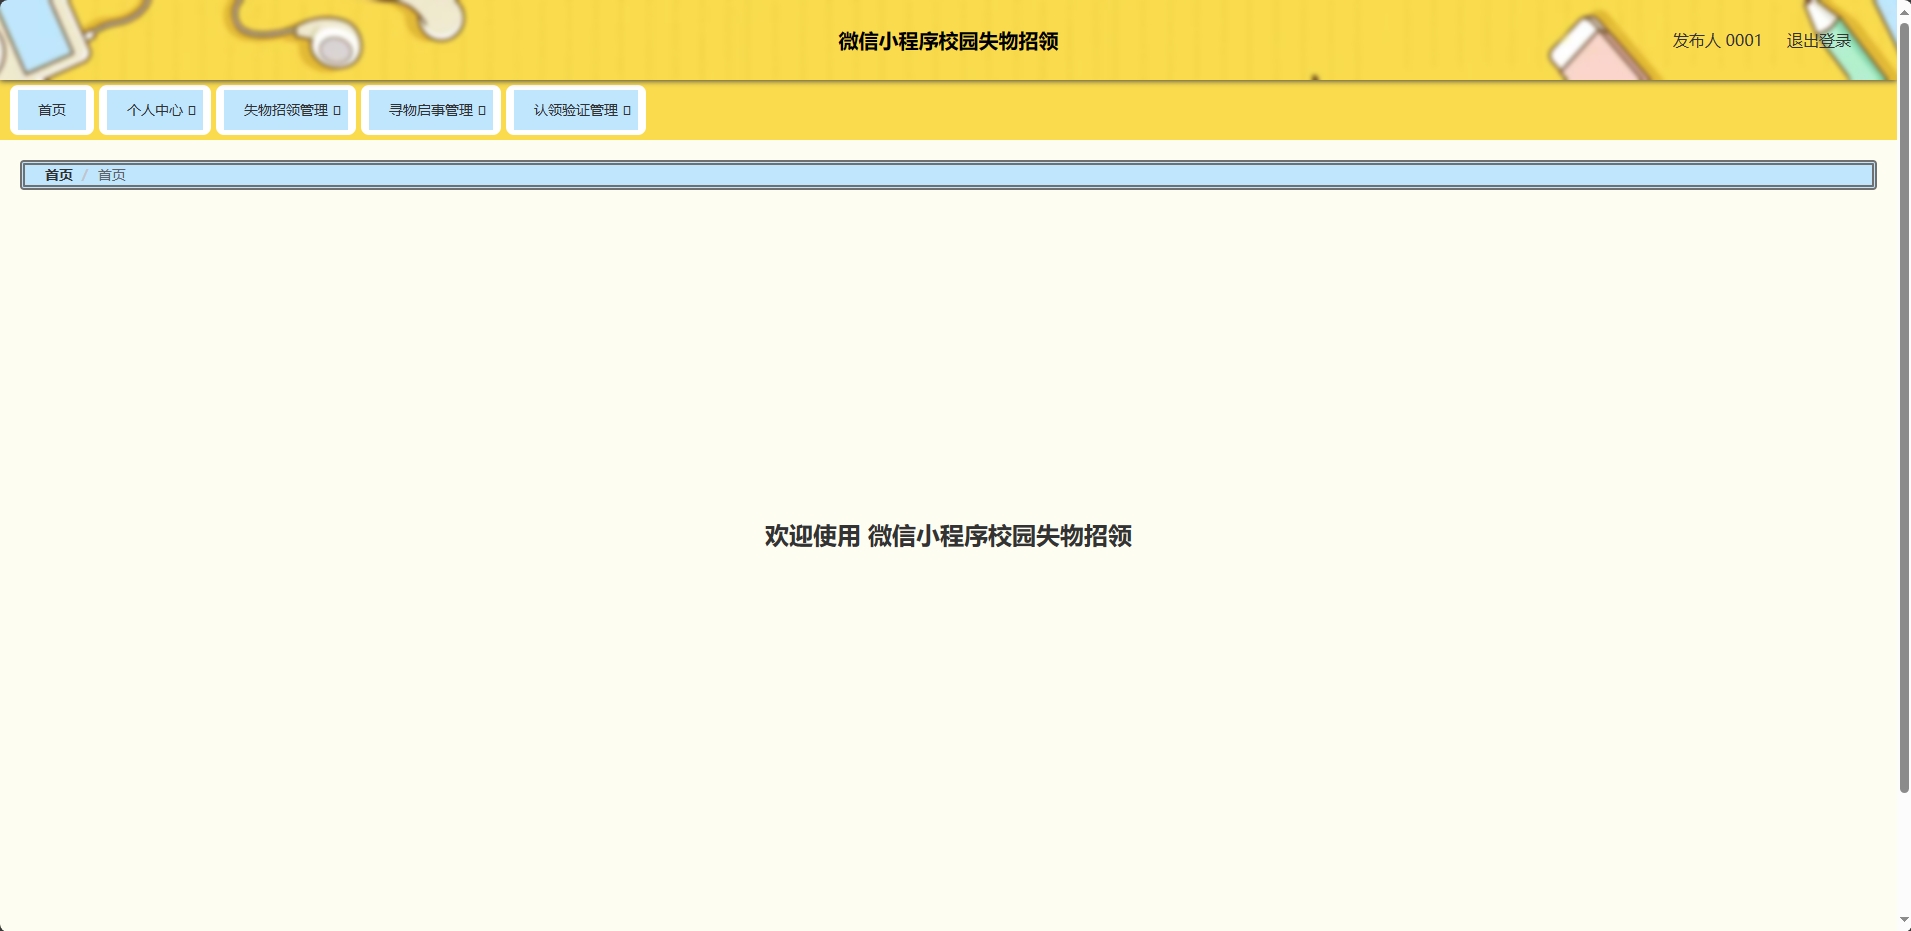 微信小程序校园失物招领
发布人 0001 退出登录
首页 个人中心 失物招领管理 寻物启事管理 认领验证管理
首页 / 首页
欢迎使用 微信小程序校园失物招领